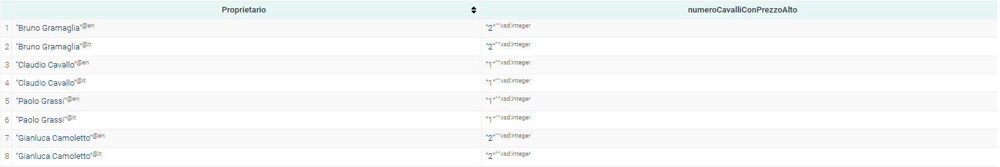 Proprietario numeroCavalliConPrezzoAlto
1 "Bruno Gramaglia"@en "2"^^xsd:integer
2 "Bruno Gramaglia"@it "2"^^xsd:integer
3 "Claudio Cavallo"@en "1"^^xsd:integer
4 "Claudio Cavallo"@it "1"^^xsd:integer
5 "Paolo Grassi"@en "1"^^xsd:integer
6 "Paolo Grassi"@it "1"^^xsd:integer
7 "Gianluca Camoletto"@en "2"^^xsd:integer
8 "Gianluca Camoletto"@it "2"^^xsd:integer